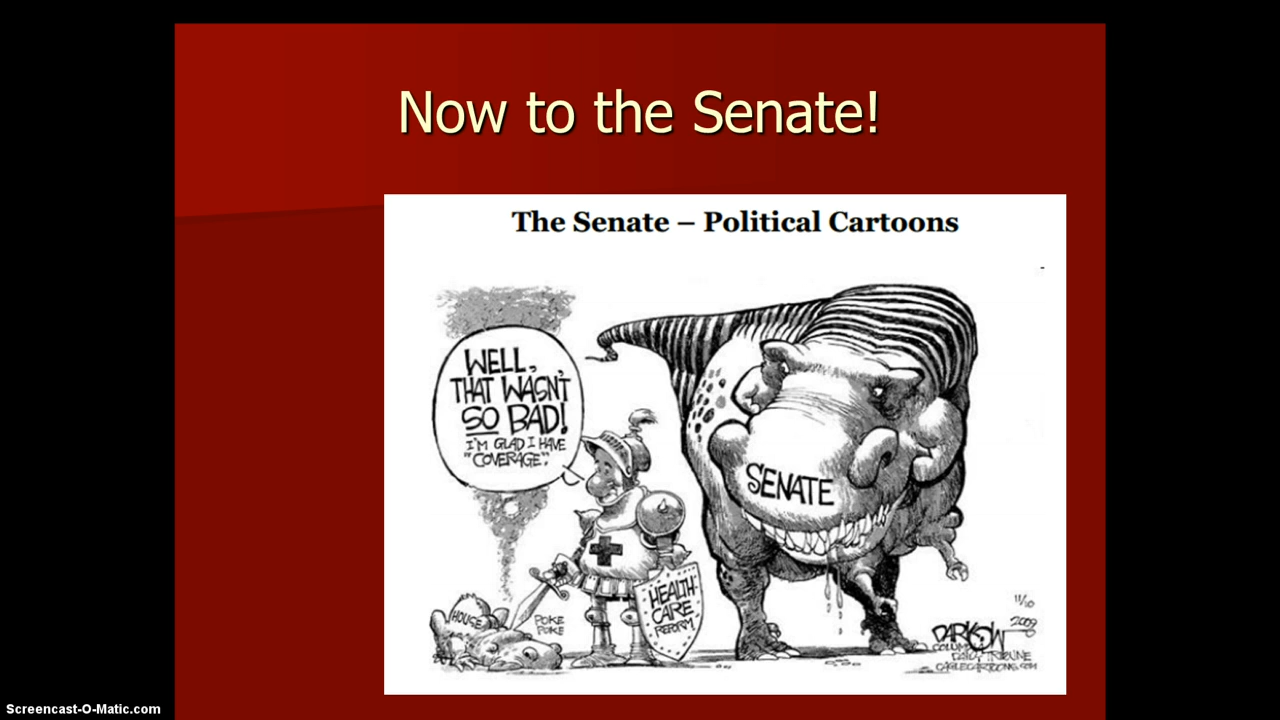 Now to the Senate!
The Senate – Political Cartoons
WELL,
THAT WASN'T
SO BAD!
I'M GLAD I HAVE
"COVERAGE".
SENATE
HOUSE
POKE
POKE
HEALTH-
CARE
REFORM
11/10
2009
DARKOW
DAILY TRIBUNE
CAGLECARTOONS.COM
Screencast-O-Matic.com